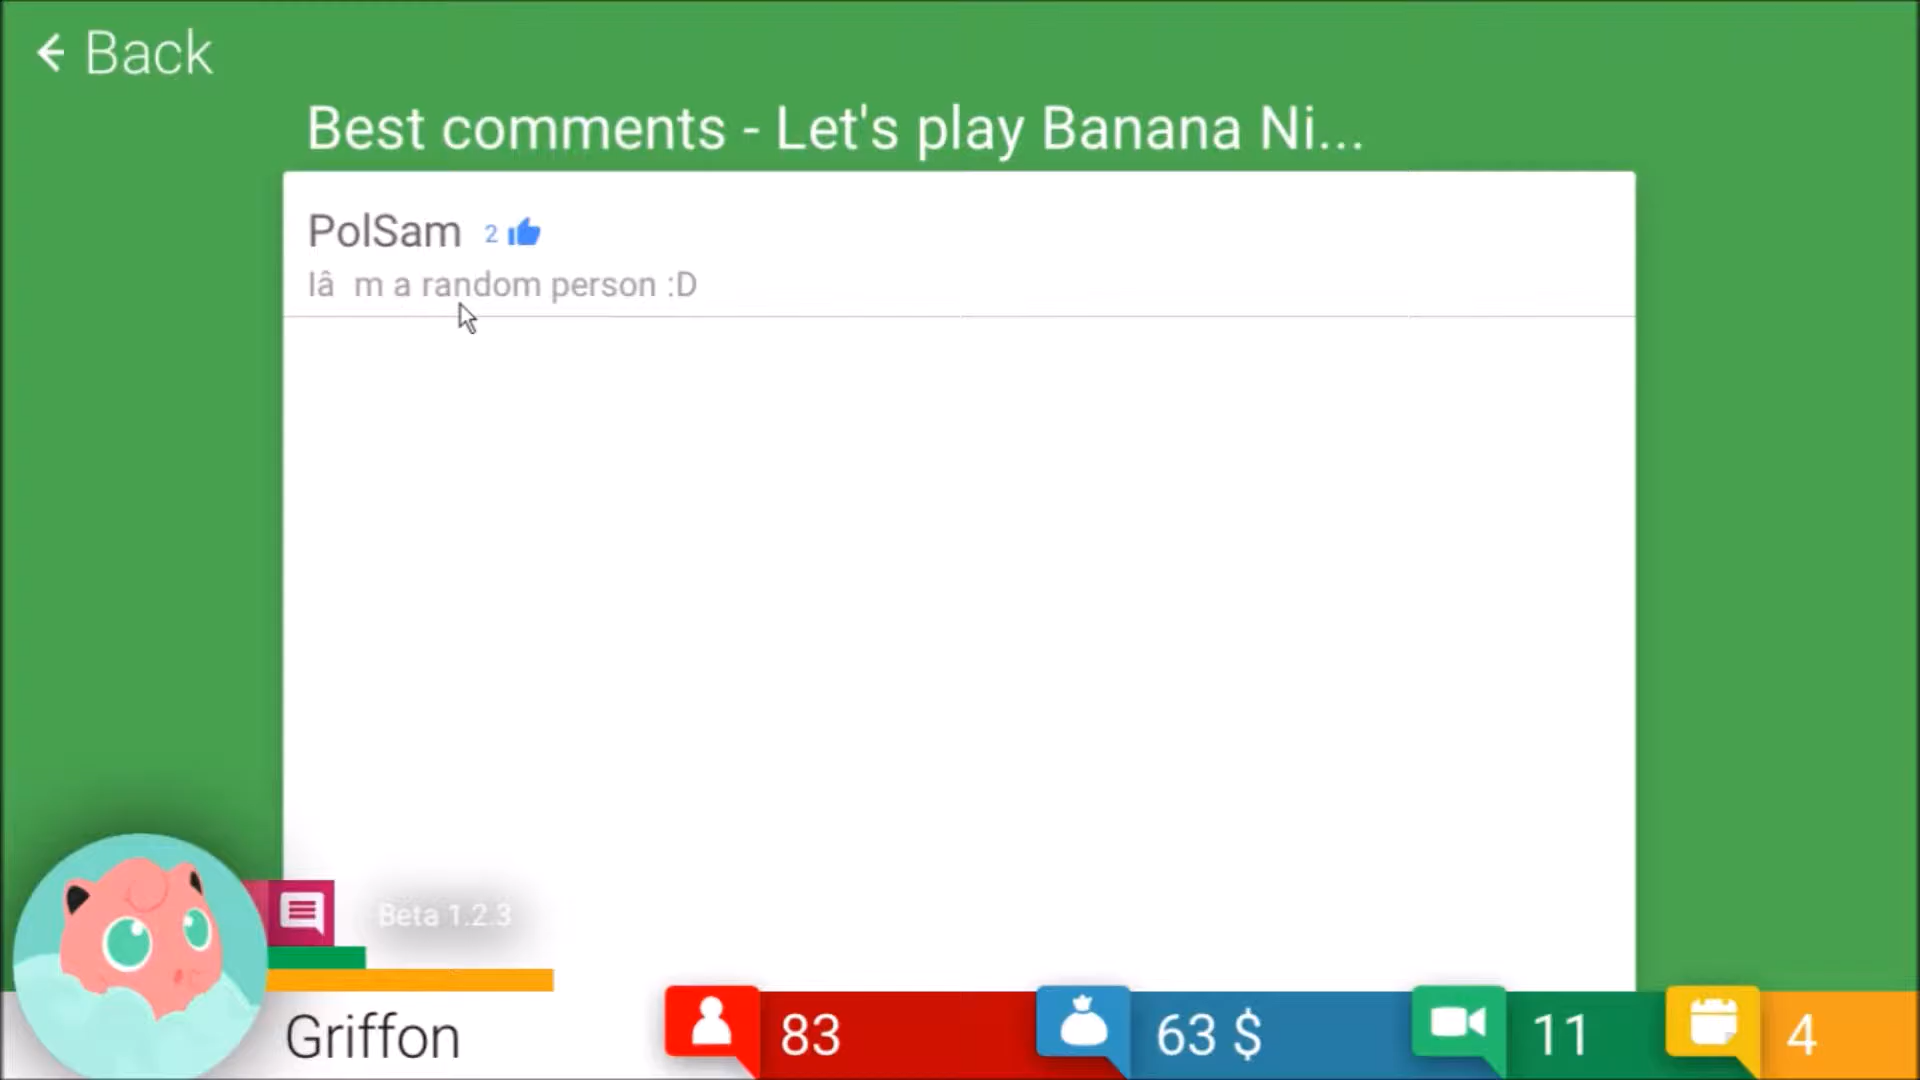 Back
Best comments - Let's play Banana Ni...
PolSam 2
Iâ m a random person :D
Beta 1.2.3
Griffon
83
63 $
11
4